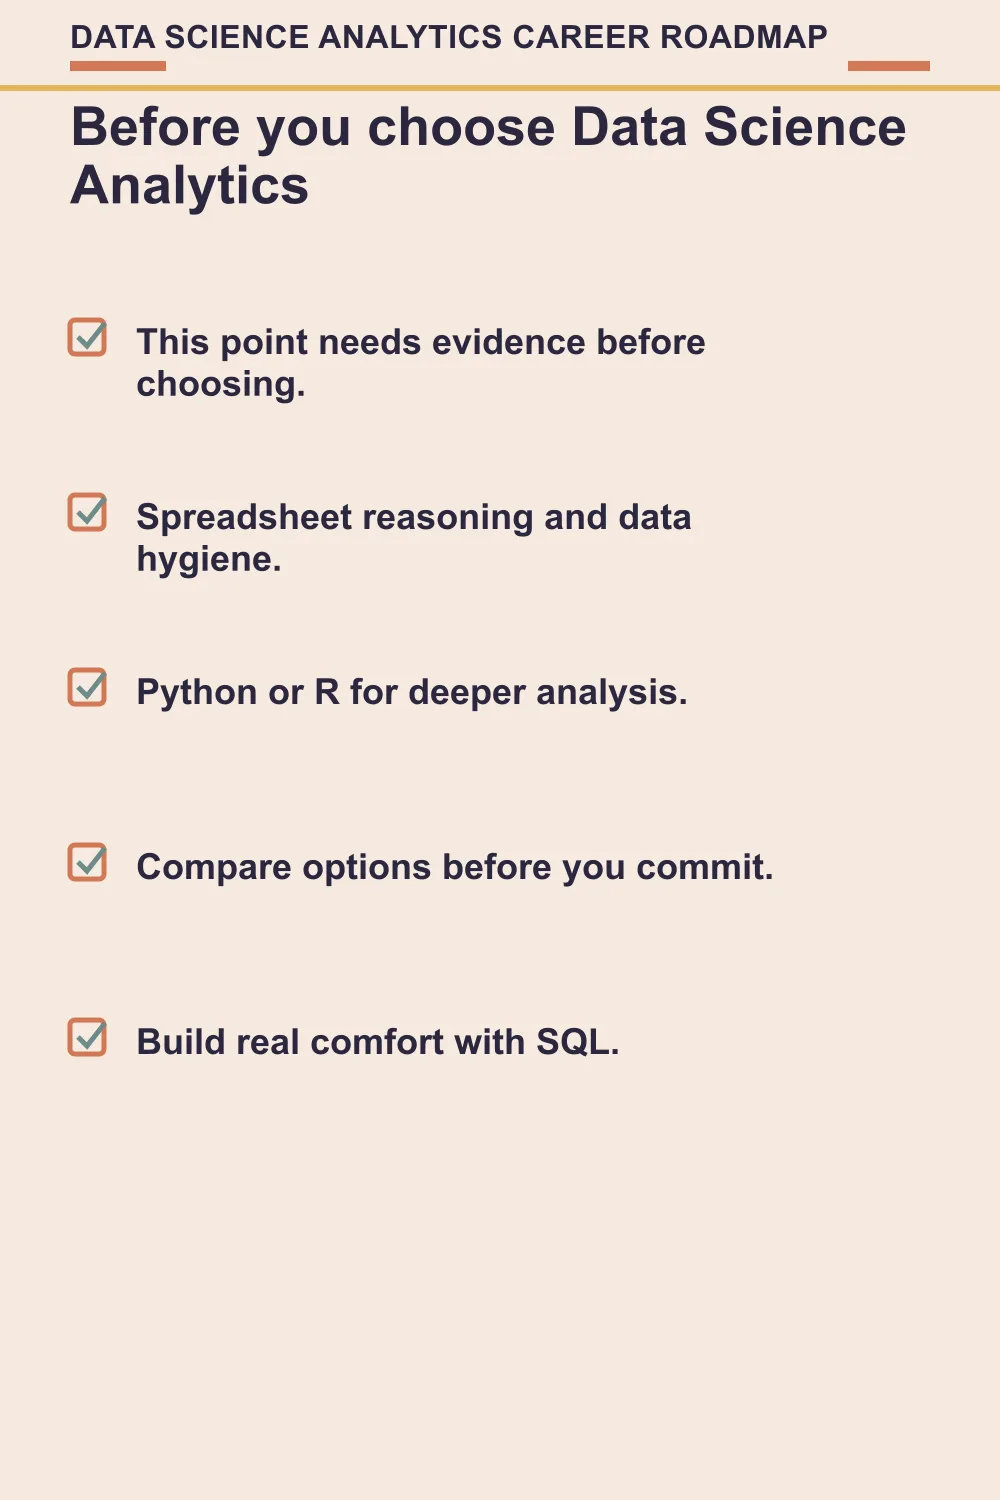 DATA SCIENCE ANALYTICS CAREER ROADMAP
Before you choose Data Science
Analytics
This point needs evidence before
choosing.
Spreadsheet reasoning and data
hygiene.
Python or R for deeper analysis.
Compare options before you commit.
Build real comfort with SQL.